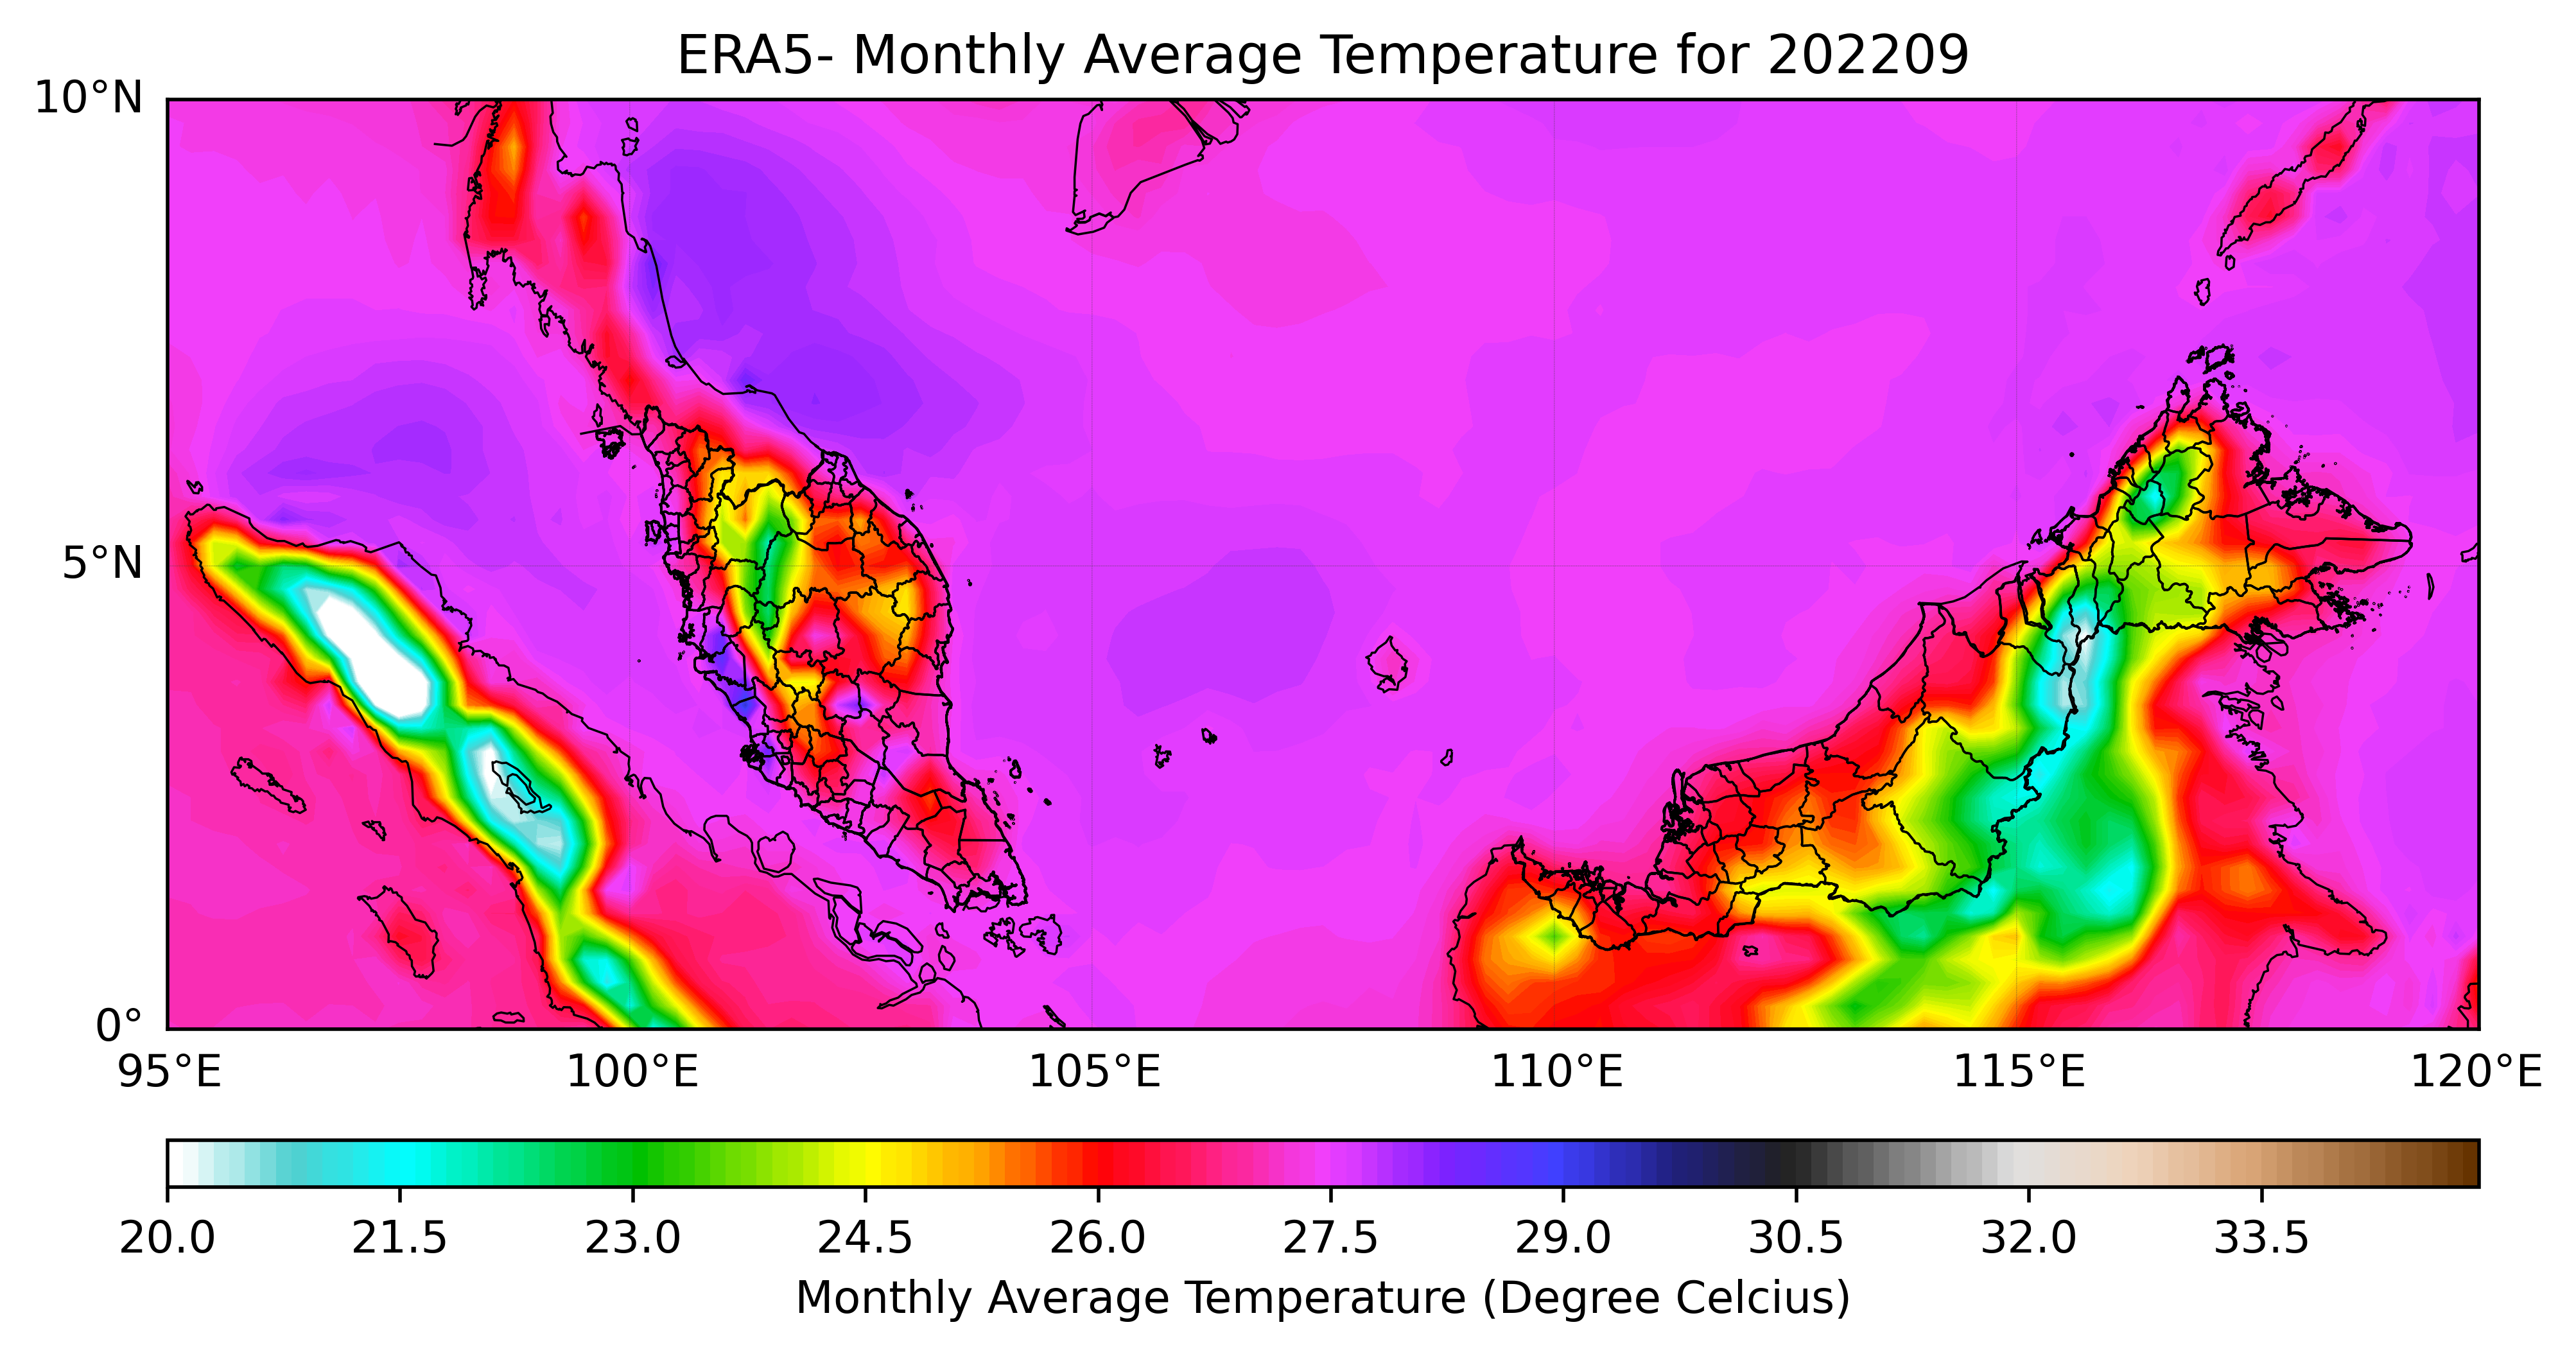 ERA5- Monthly Average Temperature for 202209
10°N
5°N
0°
95°E 100°E 105°E 110°E 115°E 120°E
20.0 21.5 23.0 24.5 26.0 27.5 29.0 30.5 32.0 33.5
Monthly Average Temperature (Degree Celcius)